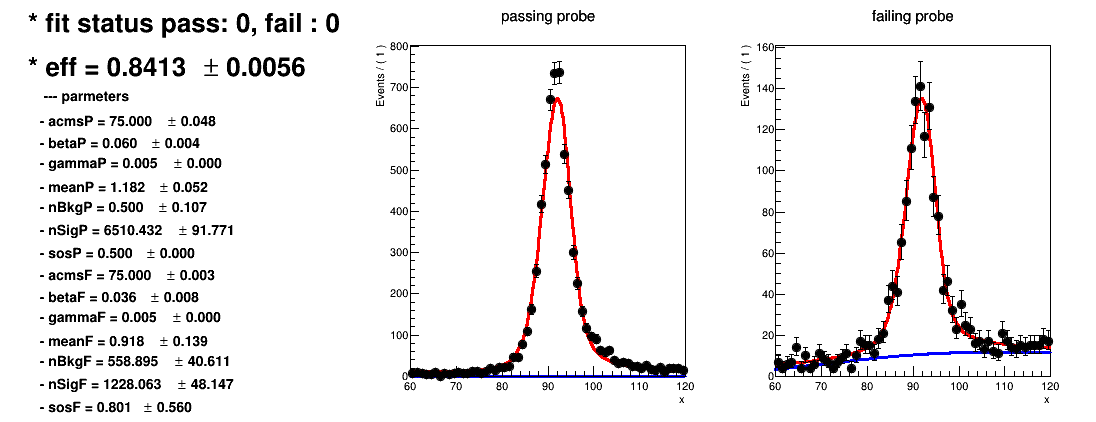 * fit status pass: 0, fail : 0
* eff = 0.8413 ± 0.0056
--- parmeters
- acmsP = 75.000 ± 0.048
- betaP = 0.060 ± 0.004
- gammaP = 0.005 ± 0.000
- meanP = 1.182 ± 0.052
- nBkgP = 0.500 ± 0.107
- nSigP = 6510.432 ± 91.771
- sosP = 0.500 ± 0.000
- acmsF = 75.000 ± 0.003
- betaF = 0.036 ± 0.008
- gammaF = 0.005 ± 0.000
- meanF = 0.918 ± 0.139
- nBkgF = 558.895 ± 40.611
- nSigF = 1228.063 ± 48.147
- sosF = 0.801 ± 0.560
passing probe
Events / ( 1 )
800
700
600
500
400
300
200
100
0
60 70 80 90 100 110 120
x
failing probe
Events / ( 1 )
160
140
120
100
80
60
40
20
0
60 70 80 90 100 110 120
x